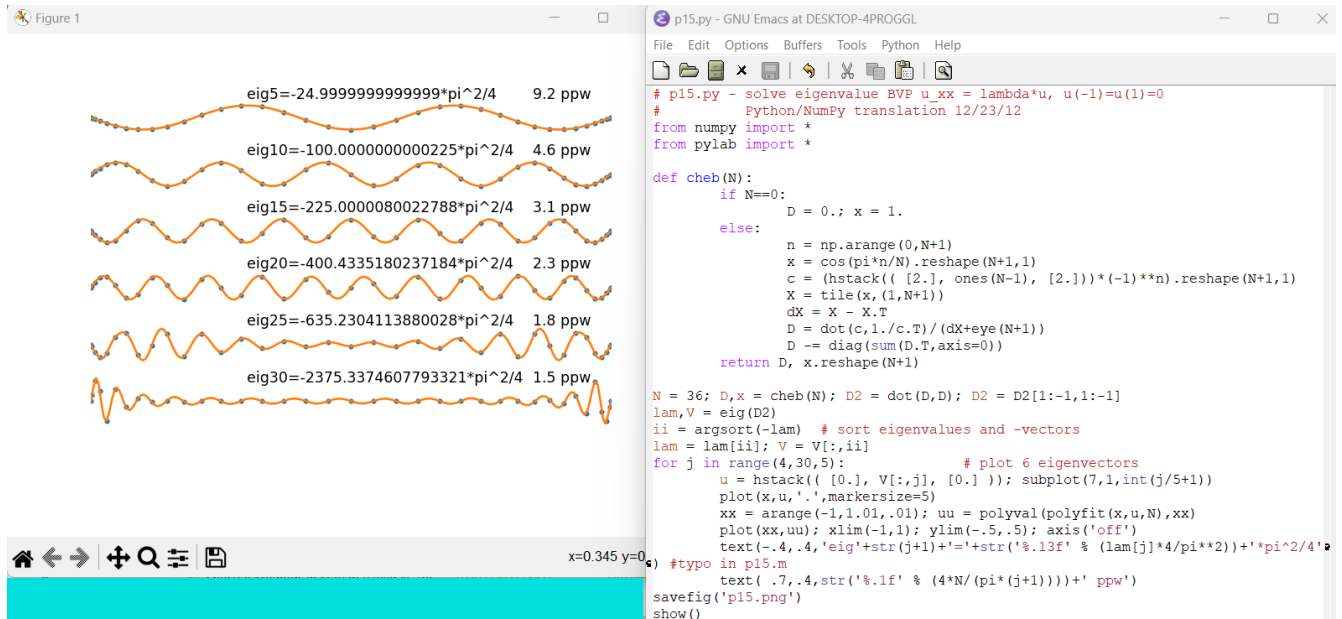 Figure 1
eig5=-24.9999999999999*pi^2/4 9.2 ppw
eig10=-100.0000000000225*pi^2/4 4.6 ppw
eig15=-225.0000080022788*pi^2/4 3.1 ppw
eig20=-400.4335180237184*pi^2/4 2.3 ppw
eig25=-635.2304113880028*pi^2/4 1.8 ppw
eig30=-2375.3374607793321*pi^2/4 1.5 ppw
x=0.345 y=0
p15.py - GNU Emacs at DESKTOP-4PROGGL
File Edit Options Buffers Tools Python Help
# p15.py - solve eigenvalue BVP u_xx = lambda*u, u(-1)=u(1)=0
#         Python/NumPy translation 12/23/12
from numpy import *
from pylab import *
def cheb(N):
        if N==0:
                D = 0.; x = 1.
        else:
                n = np.arange(0,N+1)
                x = cos(pi*n/N).reshape(N+1,1)
                c = (hstack(( [2.], ones(N-1), [2.]))*(-1)**n).reshape(N+1,1)
                X = tile(x,(1,N+1))
                dX = X - X.T
                D = dot(c,1./c.T)/(dX+eye(N+1))
                D -= diag(sum(D.T,axis=0))
        return D, x.reshape(N+1)
N = 36; D,x = cheb(N); D2 = dot(D,D); D2 = D2[1:-1,1:-1]
lam,V = eig(D2)
ii = argsort(-lam)  # sort eigenvalues and -vectors
lam = lam[ii]; V = V[:,ii]
for j in range(4,30,5):              # plot 6 eigenvectors
        u = hstack(( [0.], V[:,j], [0.] )); subplot(7,1,int(j/5+1))
        plot(x,u,'.',markersize=5)
        xx = arange(-1,1.01,.01); uu = polyval(polyfit(x,u,N),xx)
        plot(xx,uu); xlim(-1,1); ylim(-.5,.5); axis('off')
        text(-.4,.4,'eig'+str(j+1)+'='+str('%.13f' % (lam[j]*4/pi**2))+'*pi^2/4'
) #typo in p15.m
        text( .7,.4,str('%.1f' % (4*N/(pi*(j+1))))+' ppw')
savefig('p15.png')
show()